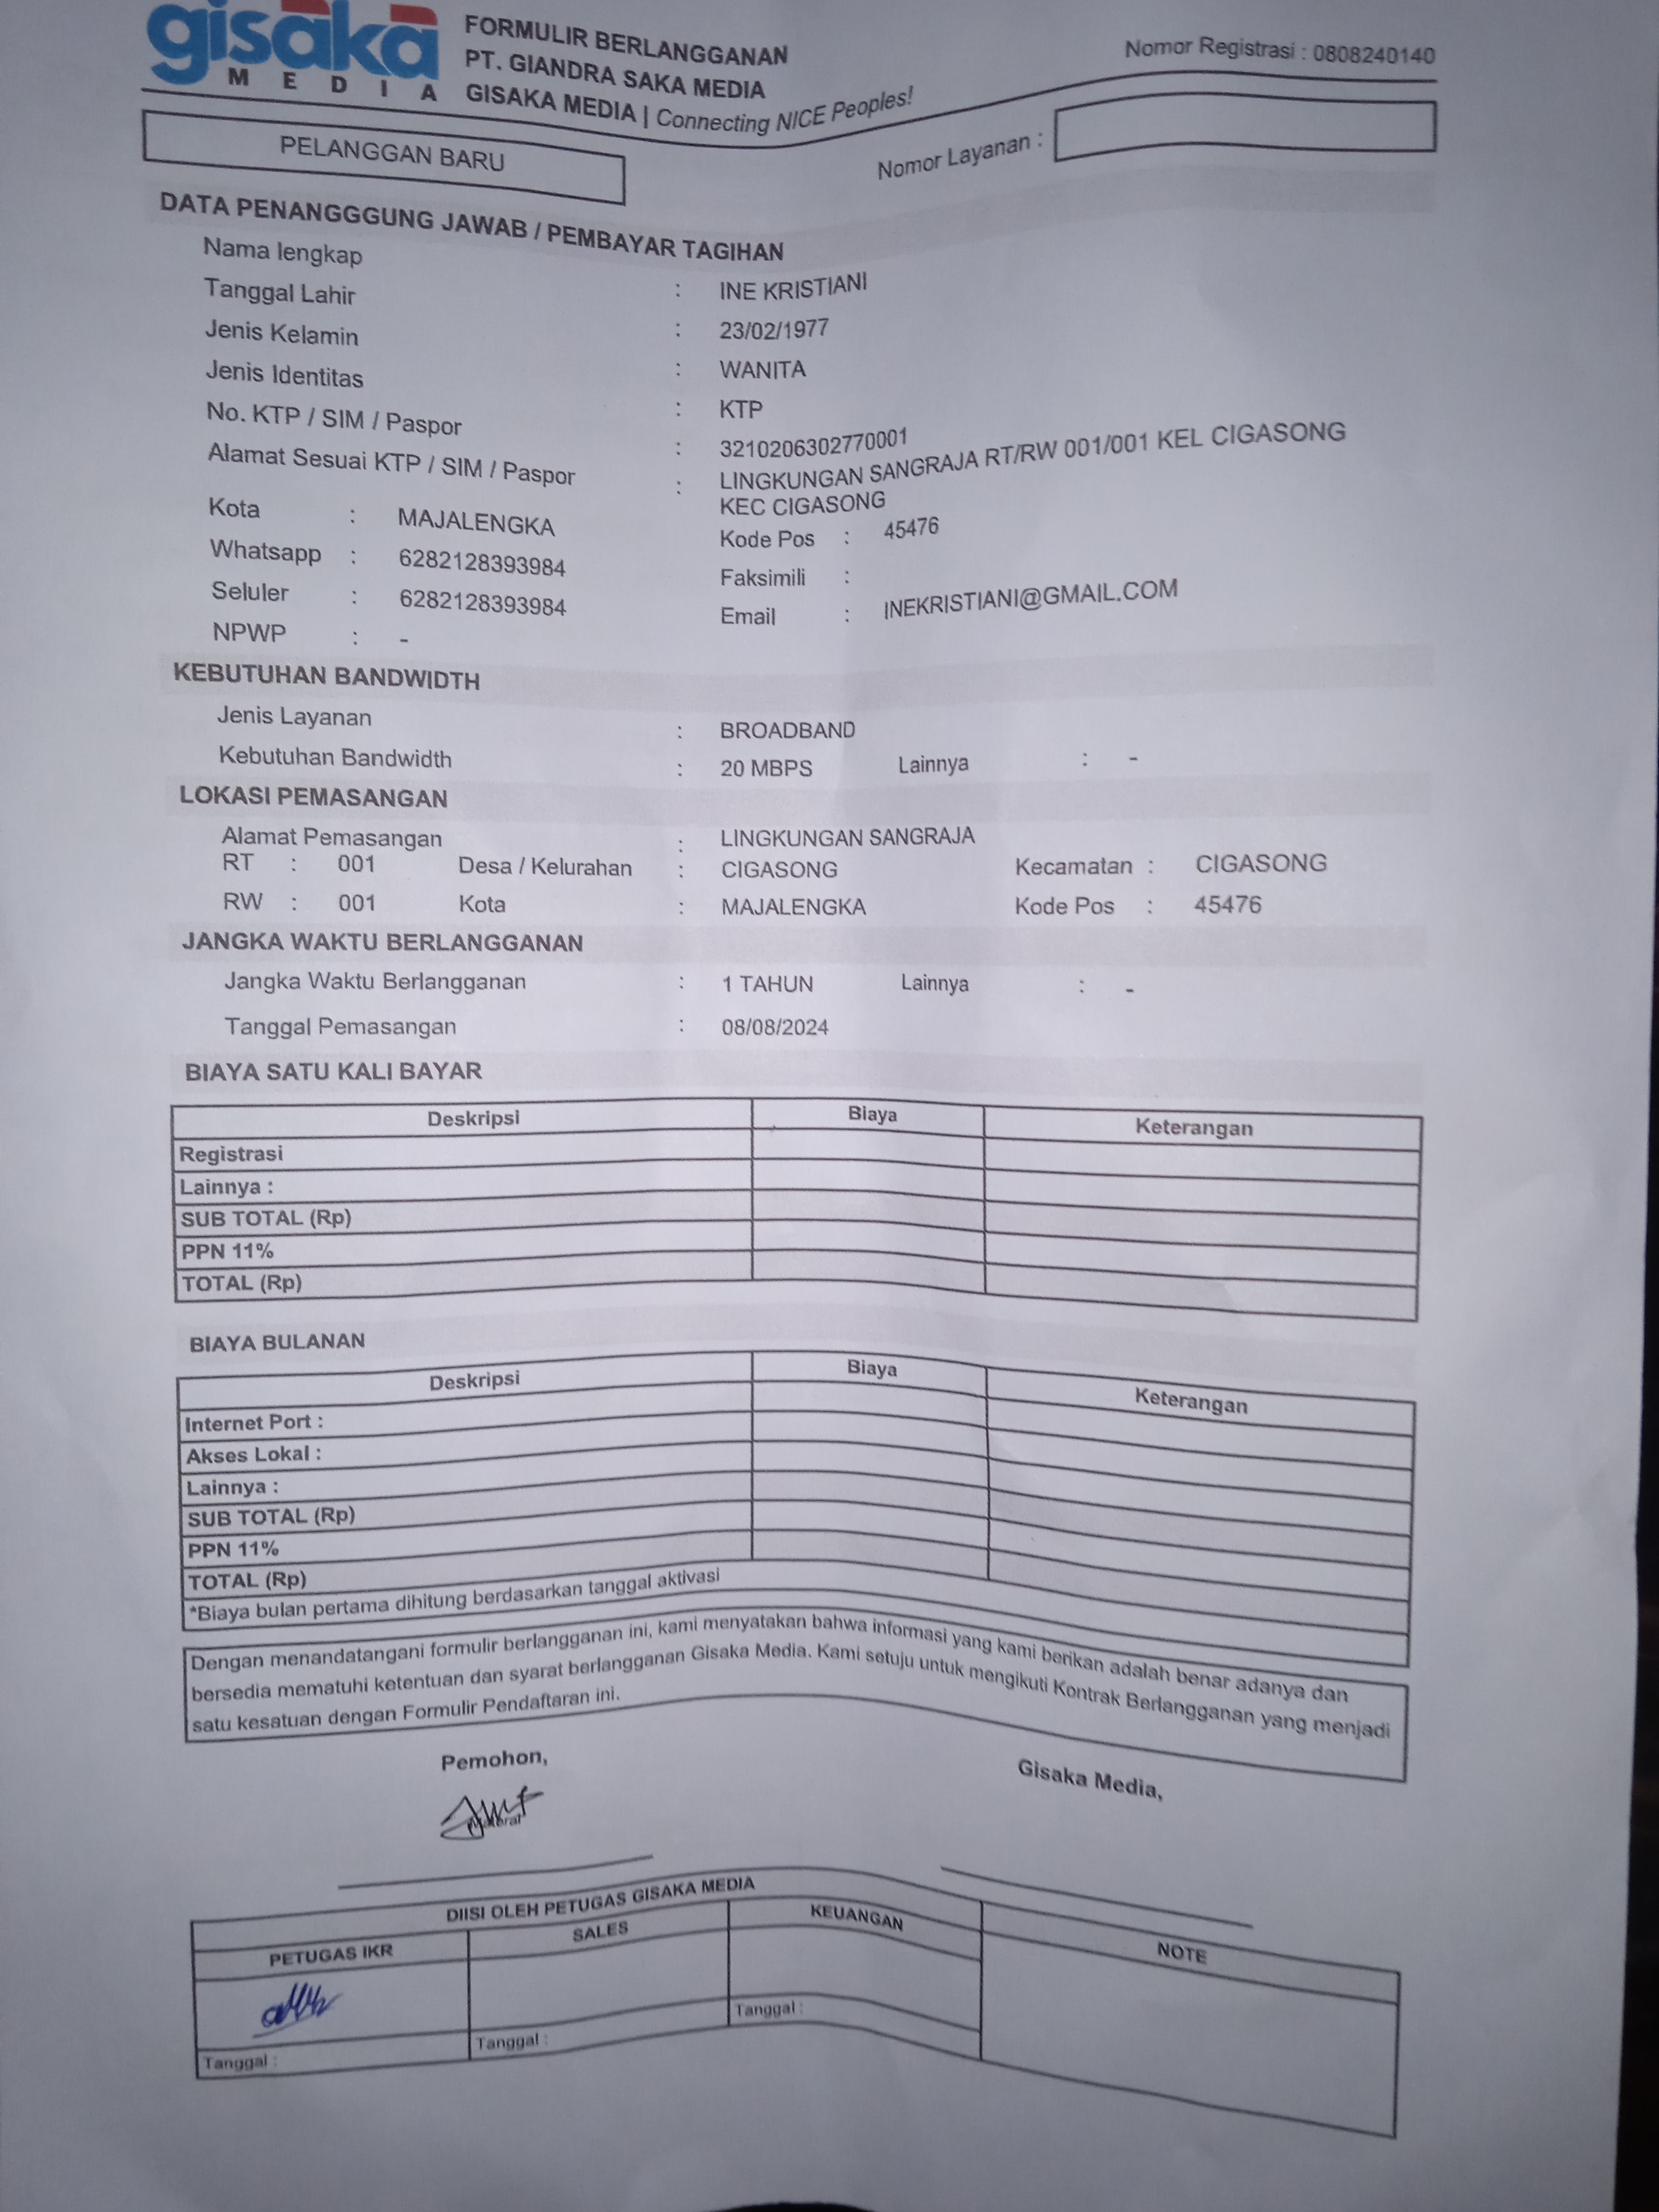 gisaka
MEDIA
FORMULIR BERLANGGANAN
PT. GIANDRA SAKA MEDIA
GISAKA MEDIA | Connecting NICE Peoples!
Nomor Registrasi : 0808240140
PELANGGAN BARU
Nomor Layanan :
DATA PENANGGGUNG JAWAB / PEMBAYAR TAGIHAN
Nama lengkap : INE KRISTIANI
Tanggal Lahir : 23/02/1977
Jenis Kelamin : WANITA
Jenis Identitas : KTP
No. KTP / SIM / Paspor : 3210206302770001
Alamat Sesuai KTP / SIM / Paspor : LINGKUNGAN SANGRAJA RT/RW 001/001 KEL CIGASONG
KEC CIGASONG
Kota : MAJALENGKA Kode Pos : 45476
Whatsapp : 6282128393984 Faksimili :
Seluler : 6282128393984 Email : INEKRISTIANI@GMAIL.COM
NPWP : -
KEBUTUHAN BANDWIDTH
Jenis Layanan : BROADBAND
Kebutuhan Bandwidth : 20 MBPS Lainnya : -
LOKASI PEMASANGAN
Alamat Pemasangan : LINGKUNGAN SANGRAJA
RT : 001 Desa / Kelurahan : CIGASONG Kecamatan : CIGASONG
RW : 001 Kota : MAJALENGKA Kode Pos : 45476
JANGKA WAKTU BERLANGGANAN
Jangka Waktu Berlangganan : 1 TAHUN Lainnya : -
Tanggal Pemasangan : 08/08/2024
BIAYA SATU KALI BAYAR
Deskripsi Biaya Keterangan
Registrasi
Lainnya :
SUB TOTAL (Rp)
PPN 11%
TOTAL (Rp)
BIAYA BULANAN
Deskripsi Biaya Keterangan
Internet Port :
Akses Lokal :
Lainnya :
SUB TOTAL (Rp)
PPN 11%
TOTAL (Rp)
*Biaya bulan pertama dihitung berdasarkan tanggal aktivasi
Dengan menandatangani formulir berlangganan ini, kami menyatakan bahwa informasi yang kami berikan adalah benar adanya dan
bersedia mematuhi ketentuan dan syarat berlangganan Gisaka Media. Kami setuju untuk mengikuti Kontrak Berlangganan yang menjadi
satu kesatuan dengan Formulir Pendaftaran ini.
Pemohon, Gisaka Media,
DIISI OLEH PETUGAS GISAKA MEDIA
PETUGAS IKR SALES KEUANGAN NOTE
Tanggal : Tanggal : Tanggal :